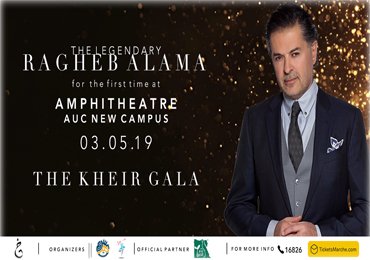 THE LEGENDARY
RAGHEB ALAMA
for the first time at
AMPHITHEATRE
AUC NEW CAMPUS
03.05.19
THE KHEIR GALA
ORGANIZERS
OFFICIAL PARTNER
FOR MORE INFO 16826
TicketsMarche.com